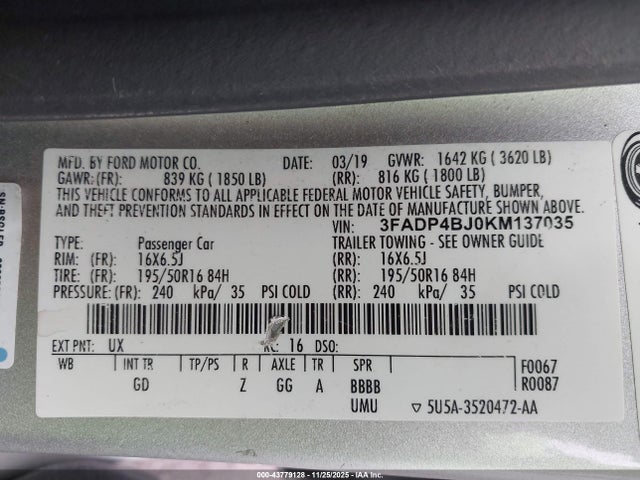 MFD. BY FORD MOTOR CO. DATE: 03/19 GVWR: 1642 KG ( 3620 LB)
GAWR: (FR): 839 KG ( 1850 LB) (RR): 816 KG ( 1800 LB)
THIS VEHICLE CONFORMS TO ALL APPLICABLE FEDERAL MOTOR VEHICLE SAFETY, BUMPER,
AND THEFT PREVENTION STANDARDS IN EFFECT ON THE DATE OF MANUFACTURE SHOWN ABOVE.
VIN: 3FADP4BJ0KM137035
TYPE: Passenger Car TRAILER TOWING - SEE OWNER GUIDE
RIM: (FR) 16X6.5J (RR): 16X6.5J
TIRE: (FR) 195/50R16 84H (RR): 195/50R16 84H
PRESSURE: (FR): 240 kPa/ 35 PSI COLD (RR): 240 kPa/ 35 PSI COLD
EXT PNT: UX RC: 16 DSO:
WB INT TR TP/PS R AXLE TR SPR F0067
GD Z GG A BBBB R0087
UMU ▽ 5U5A-3520472-AA
000-43779128 - 11/25/2025 - IAA, Inc.